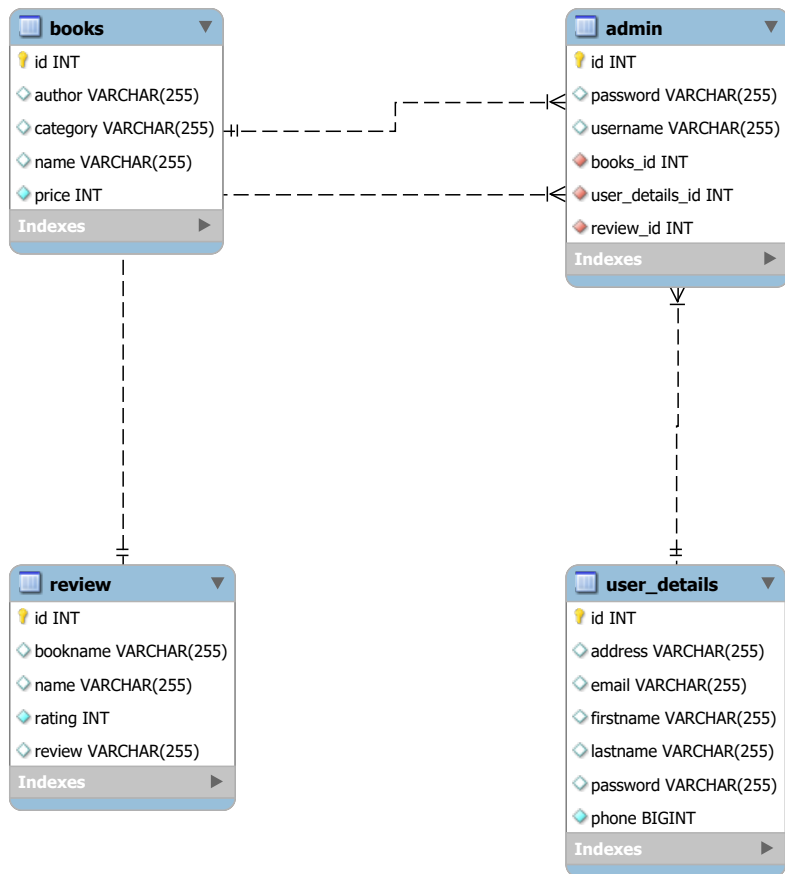 books
id INT
author VARCHAR(255)
category VARCHAR(255)
name VARCHAR(255)
price INT
Indexes
admin
id INT
password VARCHAR(255)
username VARCHAR(255)
books_id INT
user_details_id INT
review_id INT
Indexes
review
id INT
bookname VARCHAR(255)
name VARCHAR(255)
rating INT
review VARCHAR(255)
Indexes
user_details
id INT
address VARCHAR(255)
email VARCHAR(255)
firstname VARCHAR(255)
lastname VARCHAR(255)
password VARCHAR(255)
phone BIGINT
Indexes